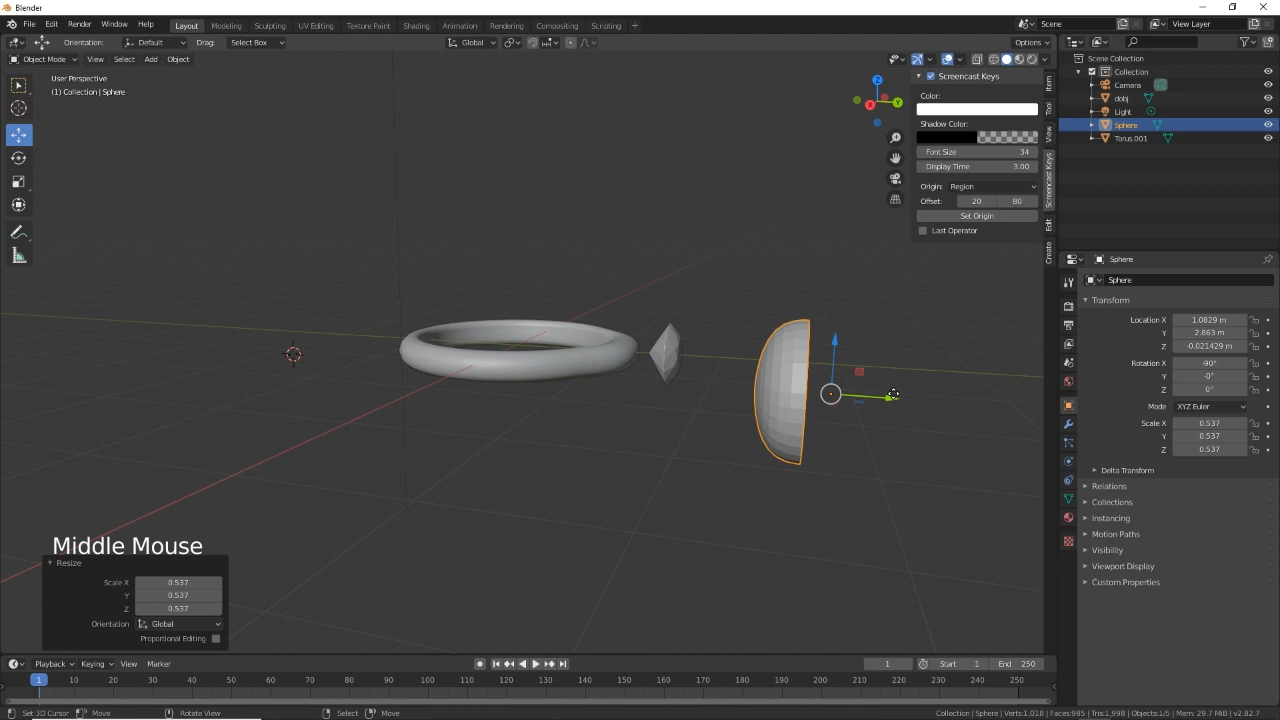 Blender
File Edit Render Window Help Layout Modeling Sculpting UV Editing Texture Paint Shading Animation Rendering Compositing Scripting + Scene View Layer
Orientation: Default Drag: Select Box Global Options
Object Mode View Select Add Object
User Perspective
(1) Collection | Sphere
Z
Y
X
Screencast Keys
Color:
Shadow Color:
Font Size 34
Display Time 3.00
Origin: Region
Offset: 20 80
Set Origin
Last Operator
Item
Tool
View
Screencast Keys
Edit
Create
Scene Collection
Collection
Camera
dobj
Light
Sphere
Torus.001
Sphere
Sphere
Transform
Location X 1.0829 m
Y 2.863 m
Z -0.021429 m
Rotation X -90°
Y -0°
Z 0°
Mode XYZ Euler
Scale X 0.537
Y 0.537
Z 0.537
Delta Transform
Relations
Collections
Instancing
Motion Paths
Visibility
Viewport Display
Custom Properties
Middle Mouse
Resize
Scale X 0.537
Y 0.537
Z 0.537
Orientation Global
Proportional Editing
Playback Keying View Marker 1 Start 1 End 250
1 10 20 30 40 50 60 70 80 90 100 110 120 130 140 150 160 170 180 190 200 210 220 230 240 250
Set 3D Cursor Move Rotate View Select Move Collection | Sphere | Verts:1,018 | Faces:985 | Tris:1,998 | Objects:1/5 | Mem: 29.7 MiB | v2.82.7